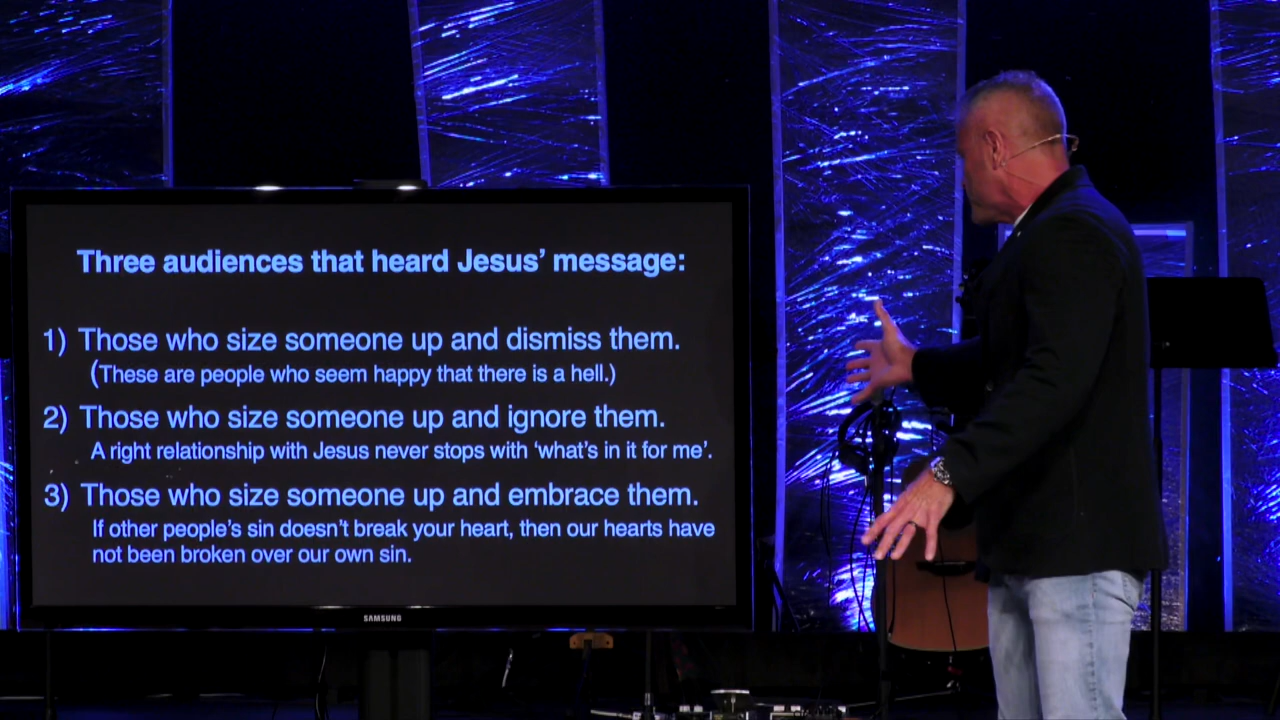 Three audiences that heard Jesus’ message:
1) Those who size someone up and dismiss them.
(These are people who seem happy that there is a hell.)
2) Those who size someone up and ignore them.
A right relationship with Jesus never stops with ‘what’s in it for me’.
3) Those who size someone up and embrace them.
If other people’s sin doesn’t break your heart, then our hearts have
not been broken over our own sin.
SAMSUNG